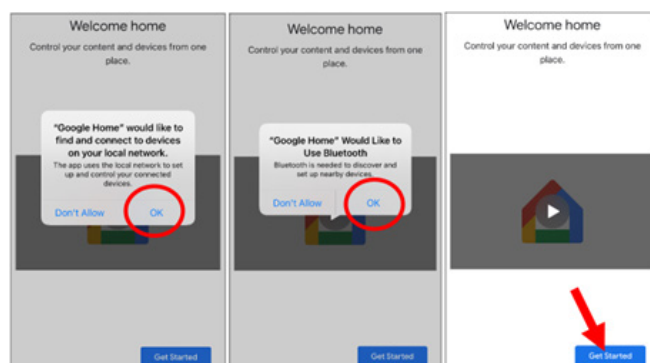 Welcome home
Control your content and devices from one
place.
"Google Home" would like to
find and connect to devices
on your local network.
The app uses the local network to set
up and control your connected
devices.
Don't Allow
OK
Get Started
Welcome home
Control your content and devices from one
place.
"Google Home" Would Like to
Use Bluetooth
Bluetooth is needed to discover and
set up nearby devices.
Don't Allow
OK
Get Started
Welcome home
Control your content and devices from one
place.
Get Started